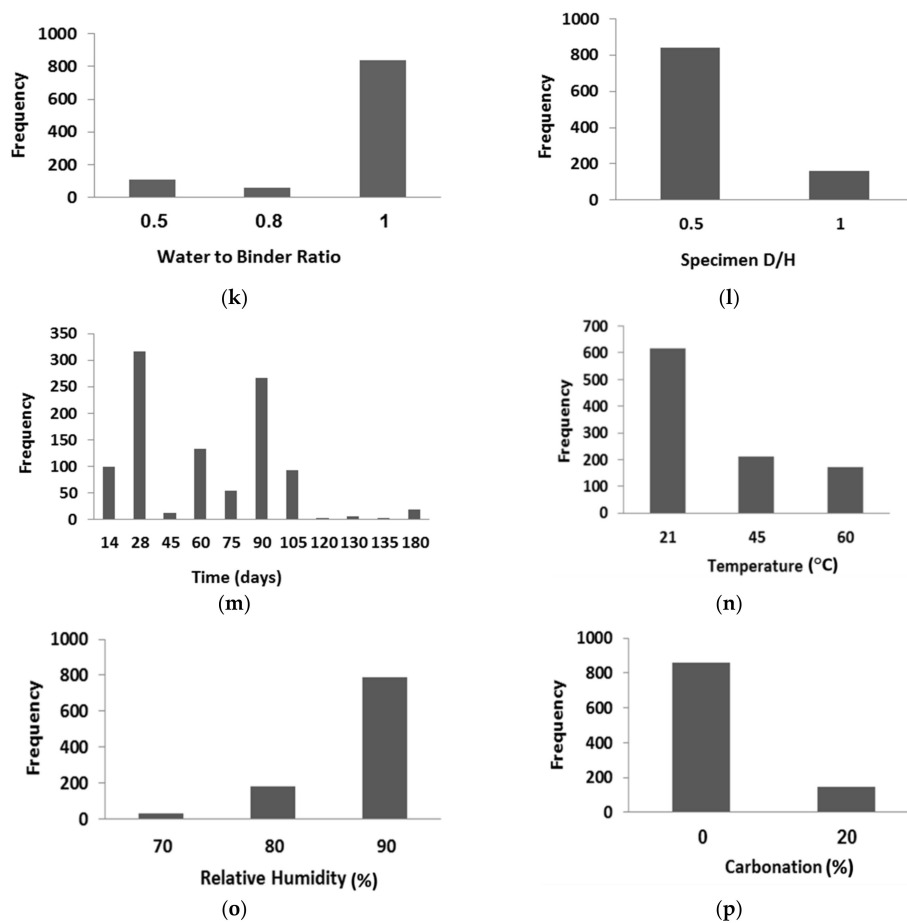 1000
800
600
400
200
0
Frequency
0.5 0.8 1
Water to Binder Ratio
(k)
1000
800
600
400
200
0
Frequency
0.5 1
Specimen D/H
(l)
350
300
250
200
150
100
50
0
Frequency
14 28 45 60 75 90 105 120 130 135 180
Time (days)
(m)
700
600
500
400
300
200
100
0
Frequency
21 45 60
Temperature (°C)
(n)
1000
800
600
400
200
0
Frequency
70 80 90
Relative Humidity (%)
(o)
1000
800
600
400
200
0
Frequency
0 20
Carbonation (%)
(p)